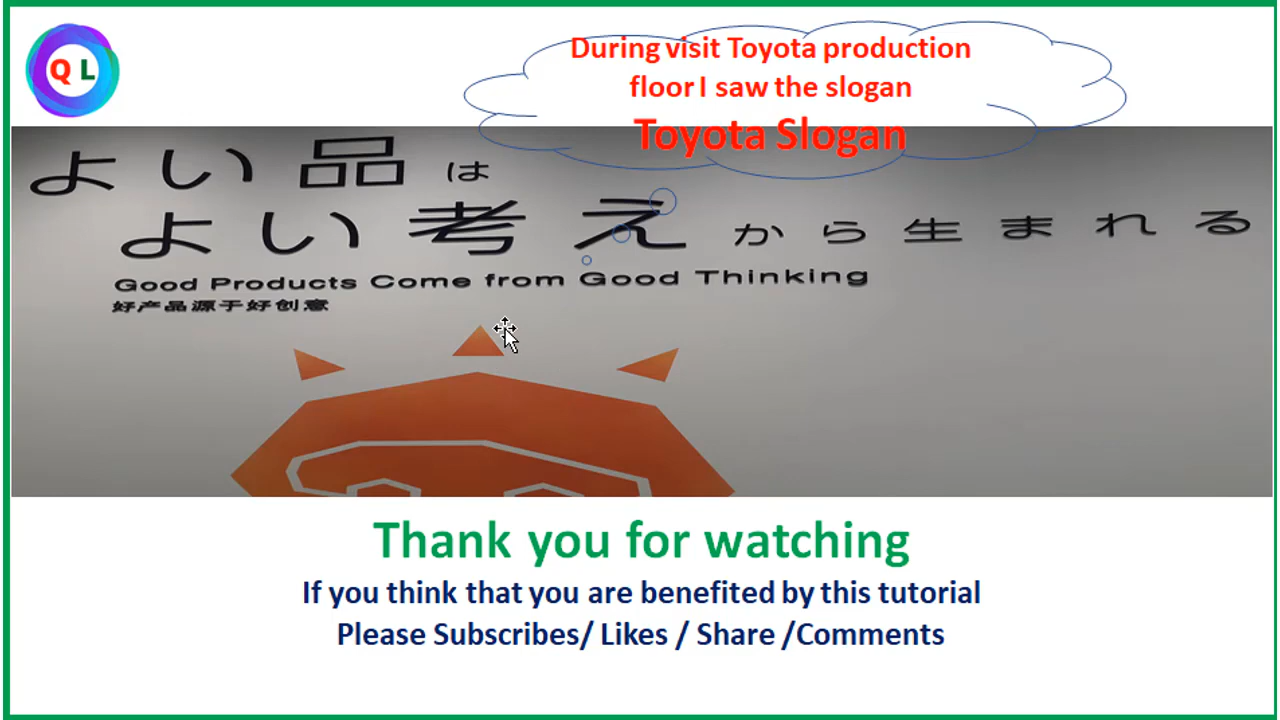 Q L
During visit Toyota production
floor I saw the slogan
Toyota Slogan
よい品は
よい考えから生まれる
Good Products Come from Good Thinking
好产品源于好创意
Thank you for watching
If you think that you are benefited by this tutorial
Please Subscribes/ Likes / Share /Comments